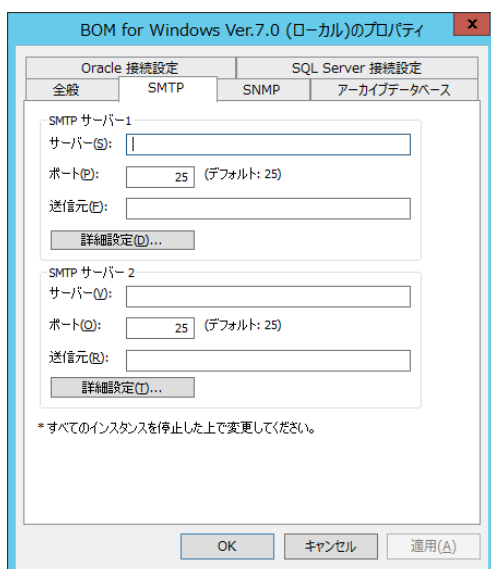 BOM for Windows Ver.7.0 (ローカル)のプロパティ
x
Oracle 接続設定
SQL Server 接続設定
全般
SMTP
SNMP
アーカイブデータベース
SMTP サーバー1
サーバー(S):
ポート(P):
25
(デフォルト: 25)
送信元(F):
詳細設定(D)...
SMTP サーバー 2
サーバー(V):
ポート(O):
25
(デフォルト: 25)
送信元(R):
詳細設定(T)...
* すべてのインスタンスを停止した上で変更してください。
OK
キャンセル
適用(A)